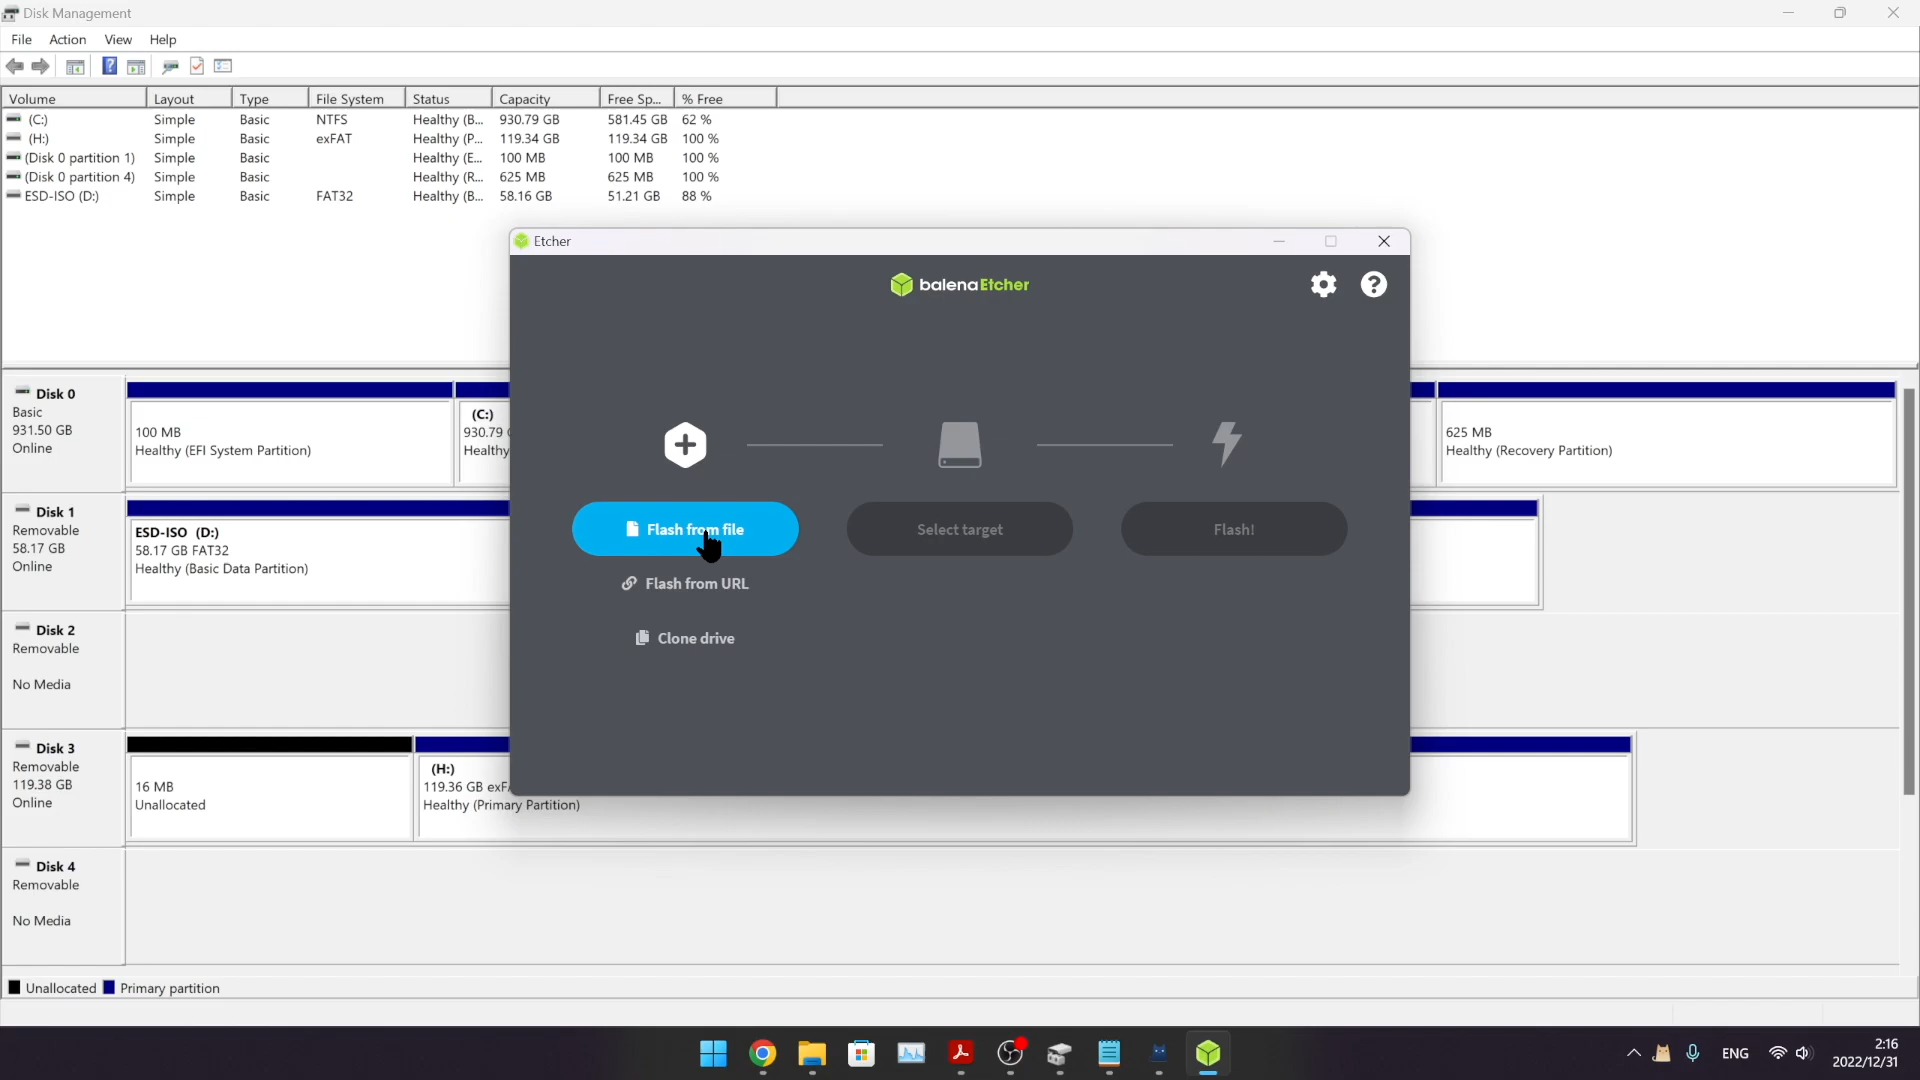 Disk Management
File Action View Help
Volume Layout Type File System Status Capacity Free Sp... % Free
(C:) Simple Basic NTFS Healthy (B... 930.79 GB 581.45 GB 62 %
(H:) Simple Basic exFAT Healthy (P... 119.34 GB 119.34 GB 100 %
(Disk 0 partition 1) Simple Basic Healthy (E... 100 MB 100 MB 100 %
(Disk 0 partition 4) Simple Basic Healthy (R... 625 MB 625 MB 100 %
ESD-ISO (D:) Simple Basic FAT32 Healthy (B... 58.16 GB 51.21 GB 88 %
Etcher
balenaEtcher
Flash from file
Select target
Flash!
Flash from URL
Clone drive
Disk 0
Basic
931.50 GB
Online
100 MB
Healthy (EFI System Partition)
(C:)
930.79
Healthy
625 MB
Healthy (Recovery Partition)
Disk 1
Removable
58.17 GB
Online
ESD-ISO (D:)
58.17 GB FAT32
Healthy (Basic Data Partition)
Disk 2
Removable
No Media
Disk 3
Removable
119.38 GB
Online
16 MB
Unallocated
(H:)
119.36 GB exF
Healthy (Primary Partition)
Disk 4
Removable
No Media
Unallocated Primary partition
ENG
2:16
2022/12/31